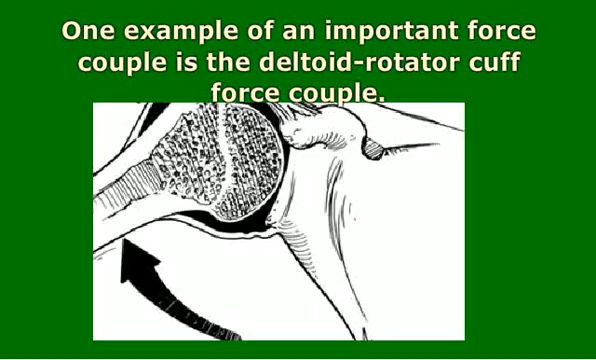 One example of an important force
couple is the deltoid-rotator cuff
force couple.